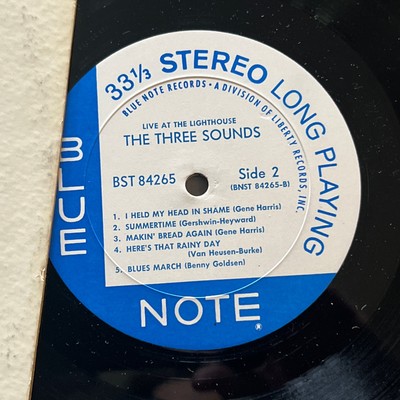 33⅓ STEREO LONG PLAYING
BLUE NOTE RECORDS • A DIVISION OF LIBERTY RECORDS, INC.
LIVE AT THE LIGHTHOUSE
THE THREE SOUNDS
BST 84265 Side 2
(BNST 84265-B)
1. I HELD MY HEAD IN SHAME (Gene Harris)
2. SUMMERTIME (Gershwin-Heyward)
3. MAKIN' BREAD AGAIN (Gene Harris)
4. HERE'S THAT RAINY DAY
(Van Heusen-Burke)
5. BLUES MARCH (Benny Goldsen)
BLUE
NOTE®